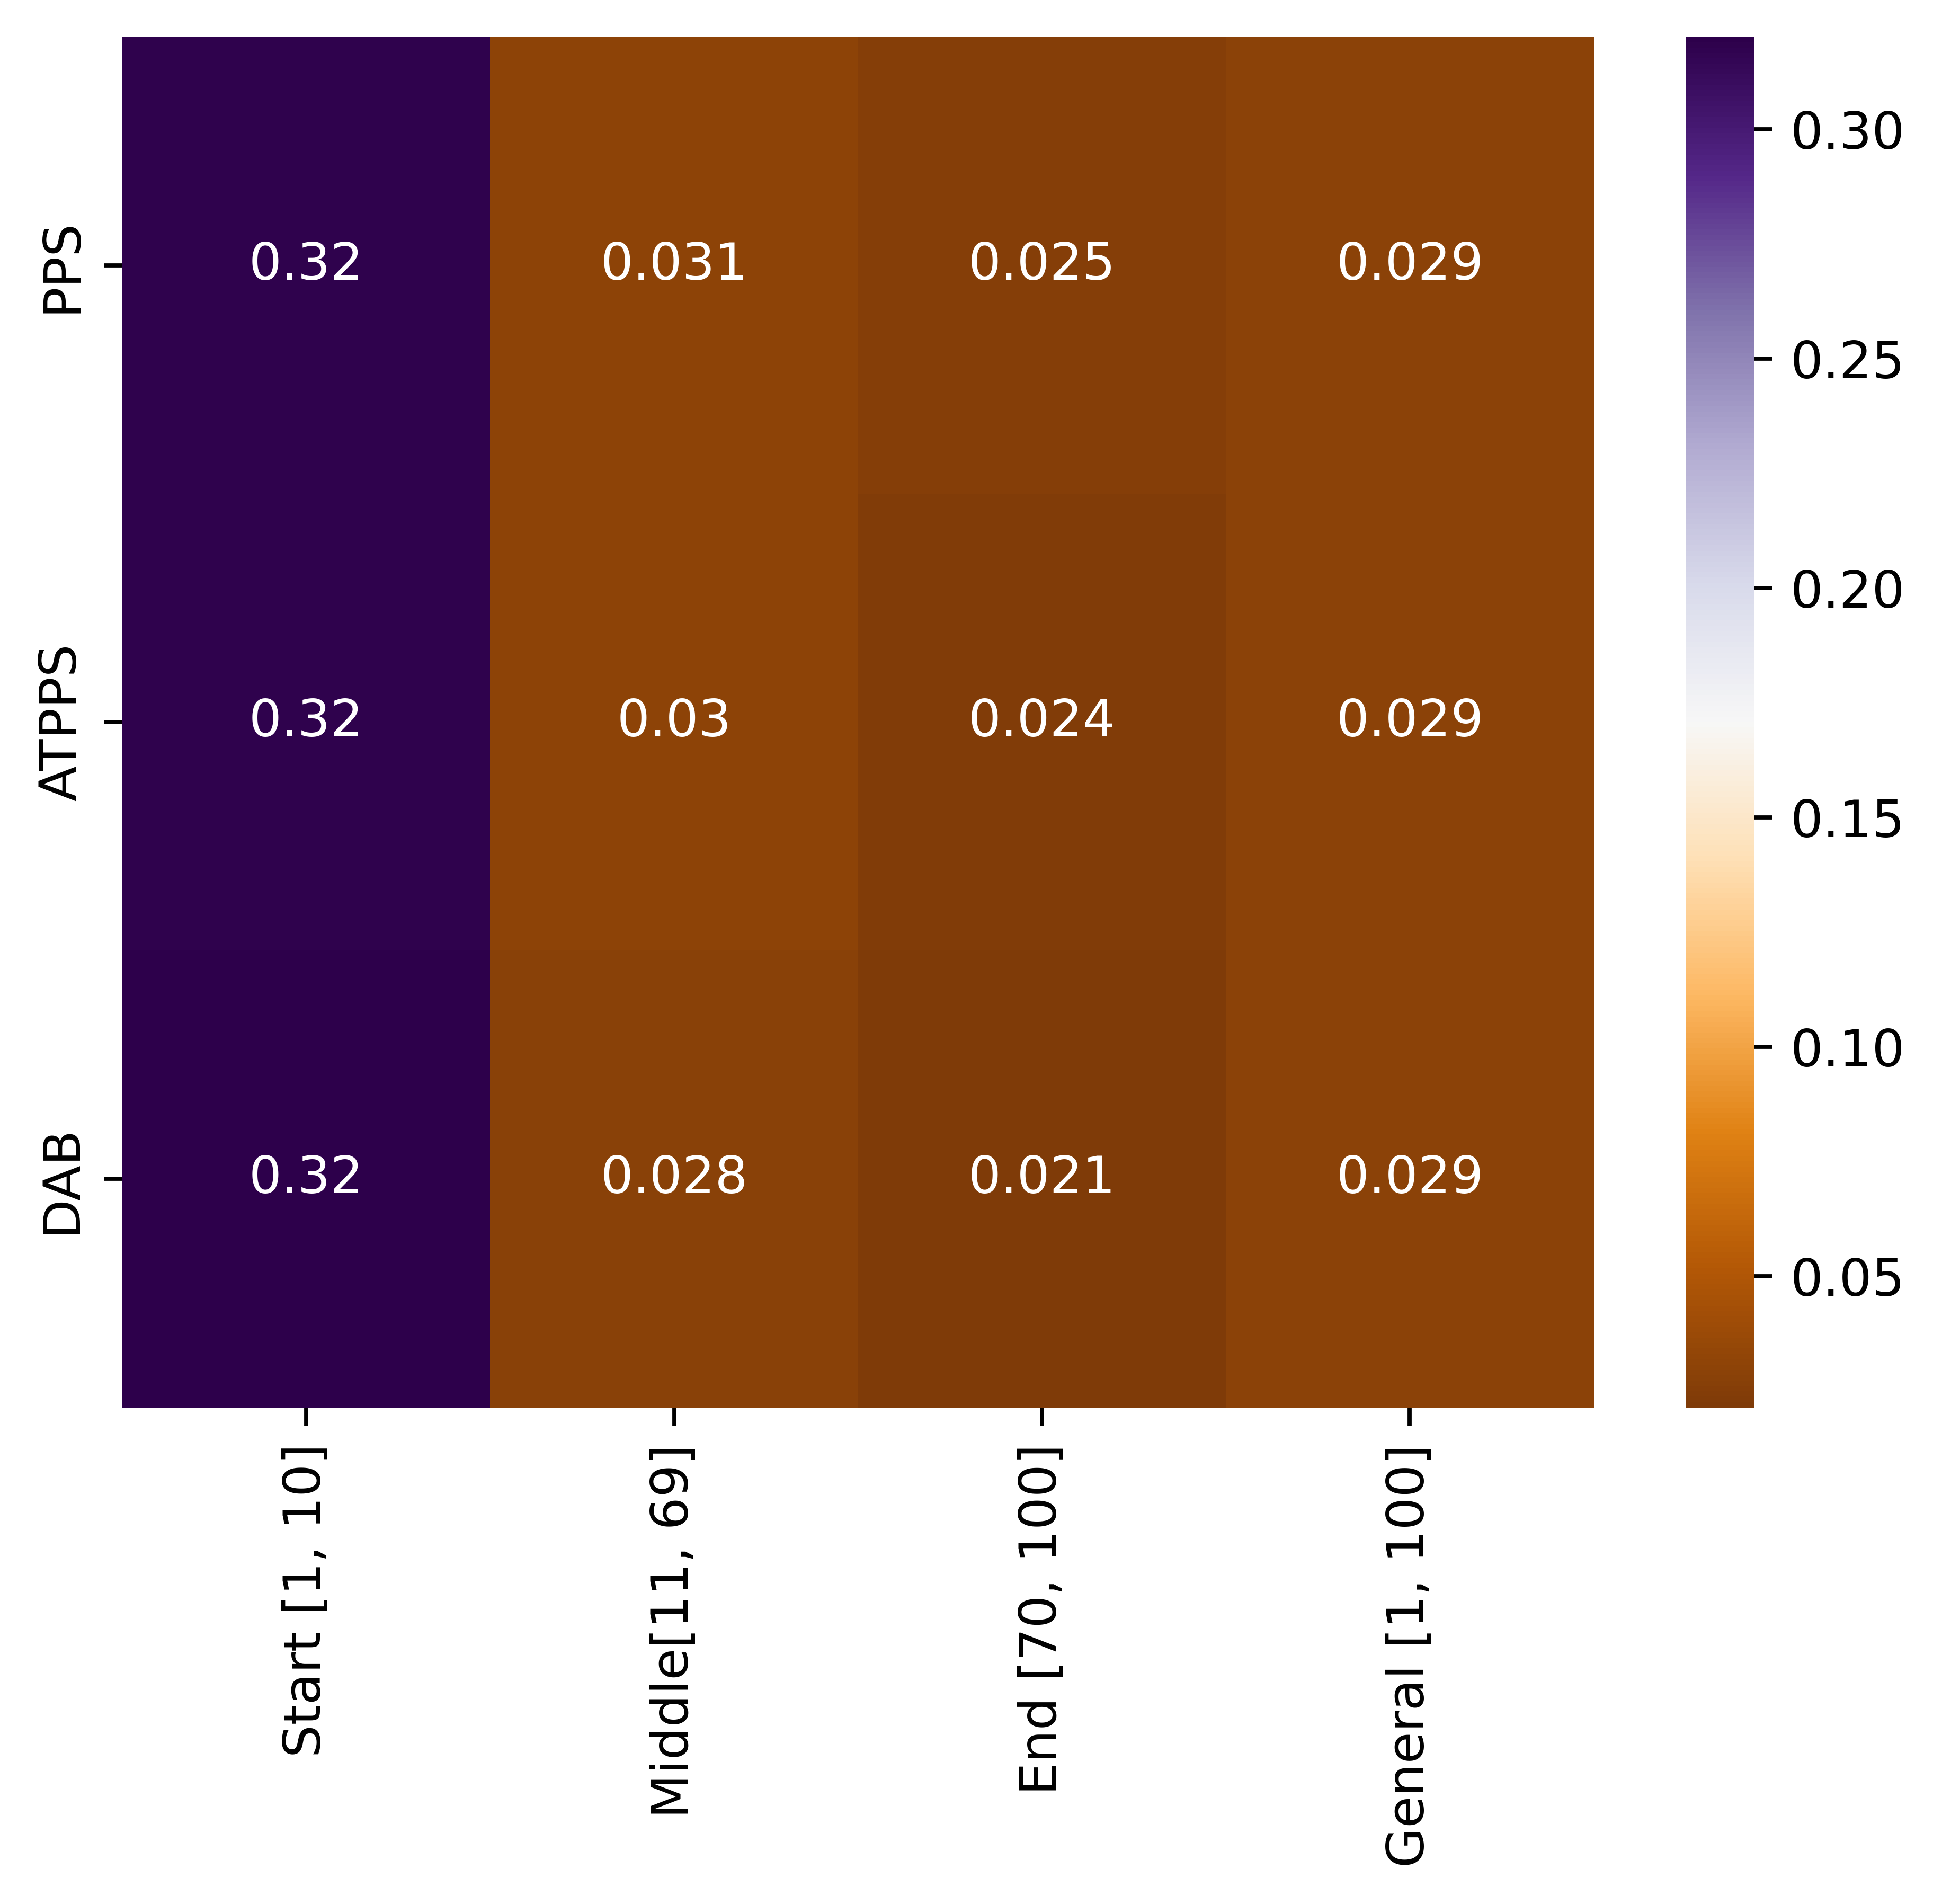 PPS 0.32 0.031 0.025 0.029
ATPPS 0.32 0.03 0.024 0.029
DAB 0.32 0.028 0.021 0.029
Start [1, 10]
Middle[11, 69]
End [70, 100]
General [1, 100]
0.30
0.25
0.20
0.15
0.10
0.05